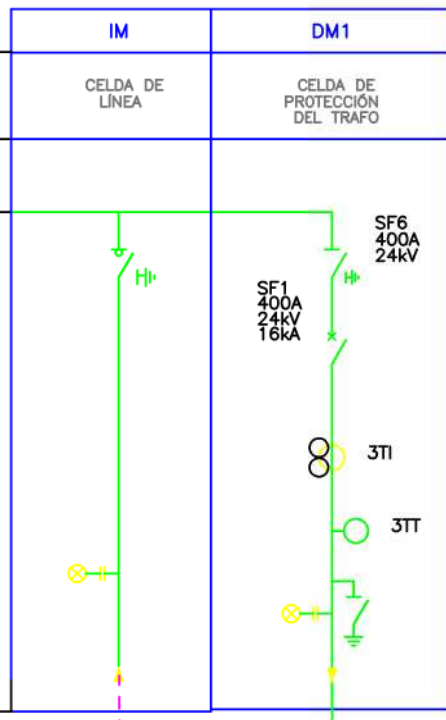 IM
DM1
CELDA DE
LÍNEA
CELDA DE
PROTECCIÓN
DEL TRAFO
SF6
400A
24kV
SF1
400A
24kV
16kA
3TI
3TT